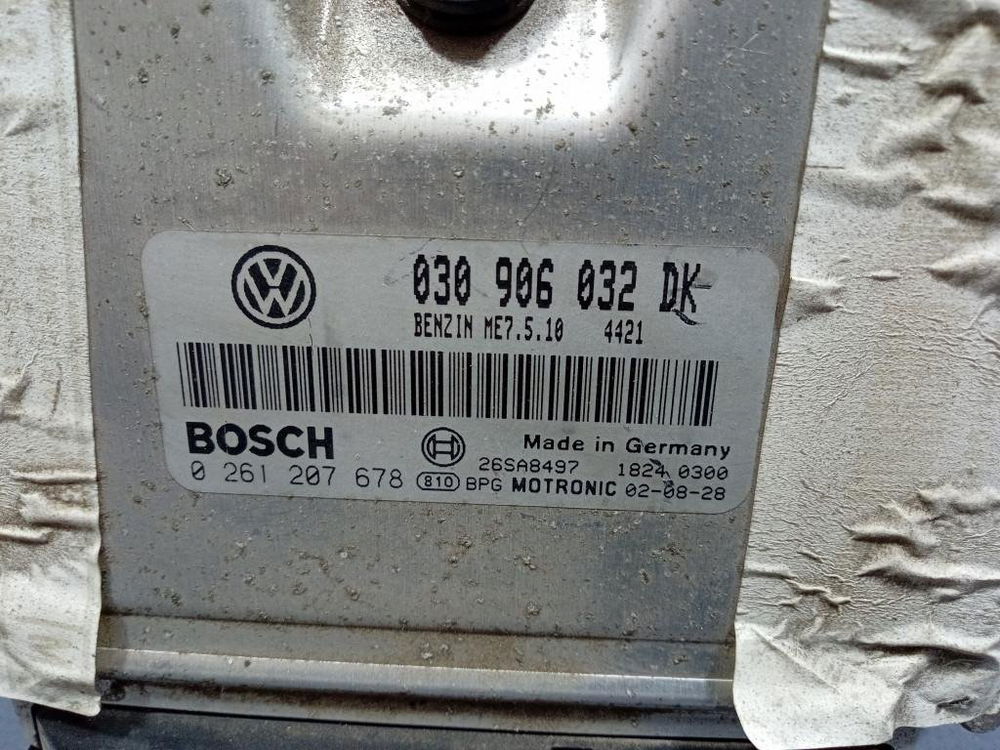 030 906 032 DK
BENZIN ME7.5.10 4421
BOSCH
Made in Germany
26SA8497 1824 0300
0 261 207 678 810 BPG MOTRONIC 02-08-28